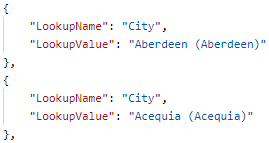 {
"LookupName": "City",
"LookupValue": "Aberdeen (Aberdeen)"
},
{
"LookupName": "City",
"LookupValue": "Acequia (Acequia)"
},